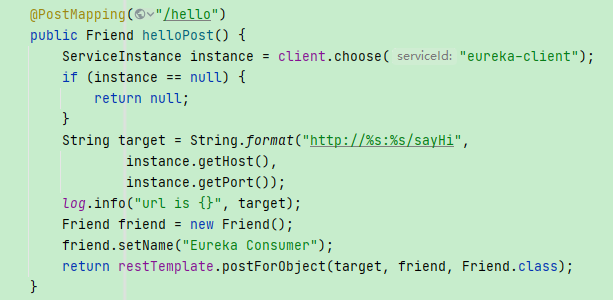 @PostMapping("/hello")
public Friend helloPost() {
    ServiceInstance instance = client.choose( serviceId: "eureka-client");
    if (instance == null) {
        return null;
    }
    String target = String.format("http://%s:%s/sayHi",
            instance.getHost(),
            instance.getPort());
    log.info("url is {}", target);
    Friend friend = new Friend();
    friend.setName("Eureka Consumer");
    return restTemplate.postForObject(target, friend, Friend.class);
}